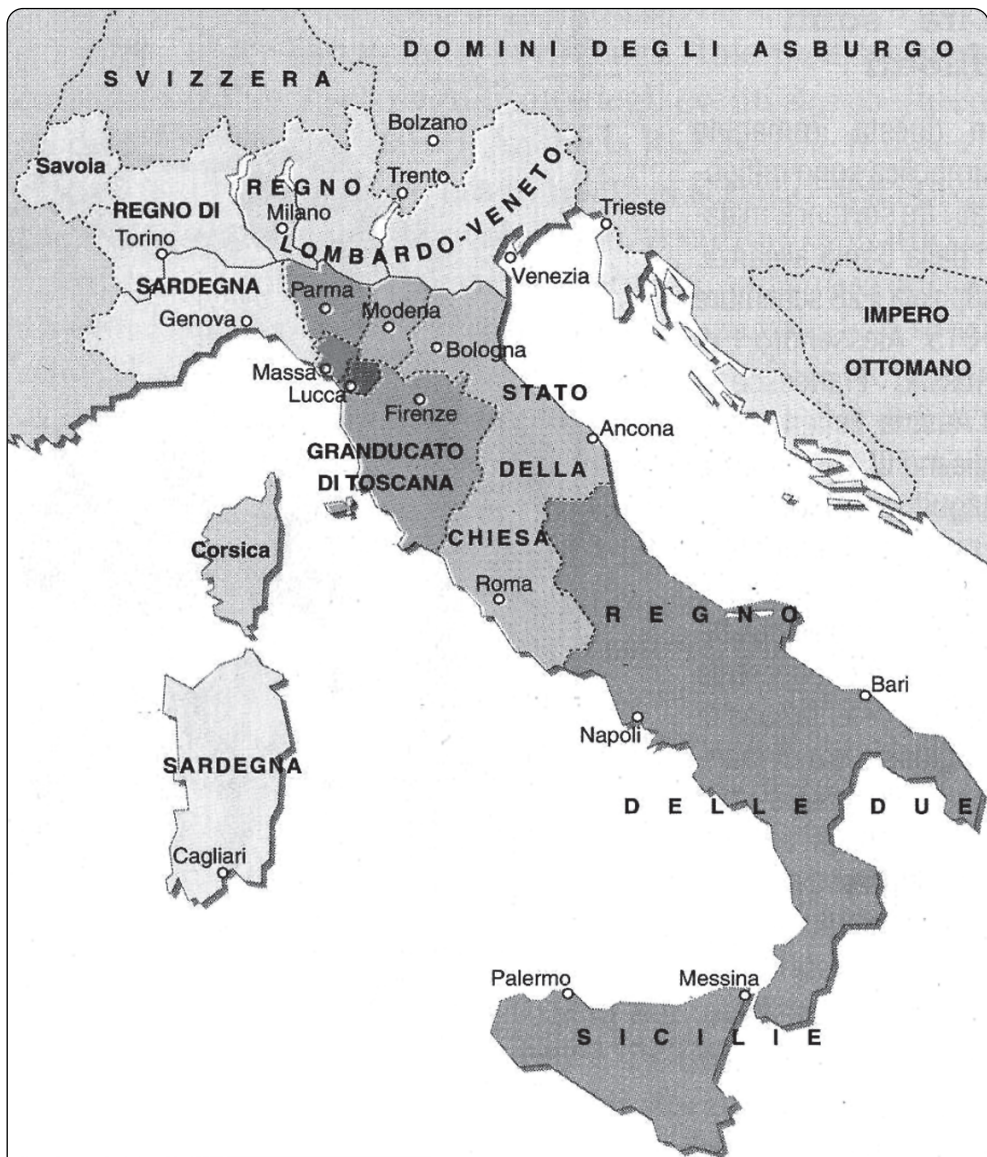 DOMINI DEGLI ASBURGO
SVIZZERA
Bolzano
Savoia
Trento
REGNO
LOMBARDO-VENETO
Milano
REGNO DI
SARDEGNA
Trieste
Torino
Venezia
Parma
Modena
Genova
Bologna
IMPERO
OTTOMANO
Massa
Lucca
Firenze
STATO
DELLA
CHIESA
Ancona
GRANDUCATO
DI TOSCANA
Corsica
Roma
REGNO
DELLE DUE
SICILIE
Bari
Napoli
SARDEGNA
Cagliari
Palermo
Messina